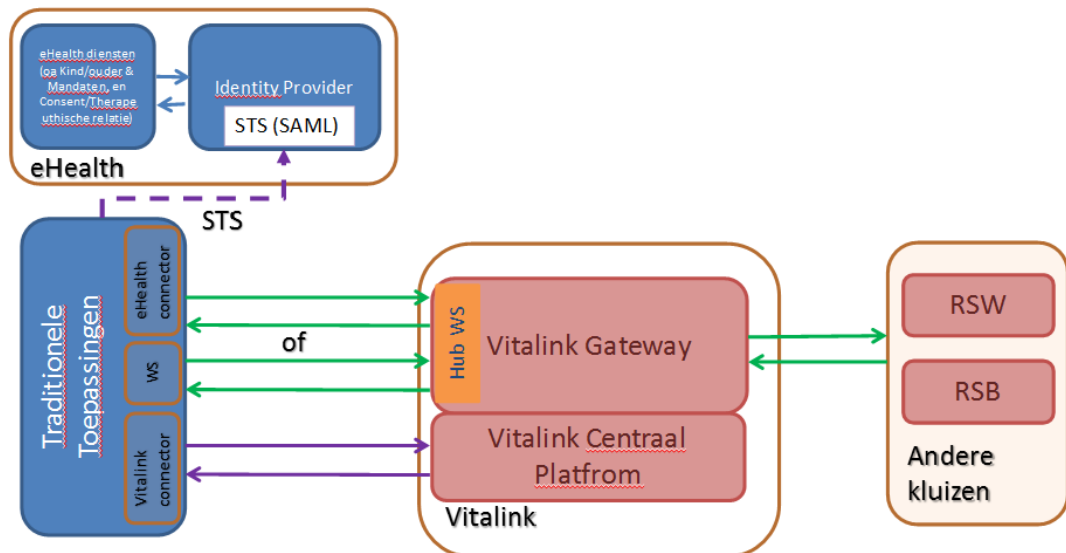 eHealth diensten
(oa Kind/ouder &
Mandaten, en
Consent/Therape
uthische relatie)
Identity Provider
STS (SAML)
eHealth
STS
Traditionele
Toepassingen
eHealth
connector
WS
Vitalink
connector
of
Hub WS
Vitalink Gateway
Vitalink Centraal
Platfrom
Vitalink
RSW
RSB
Andere
kluizen